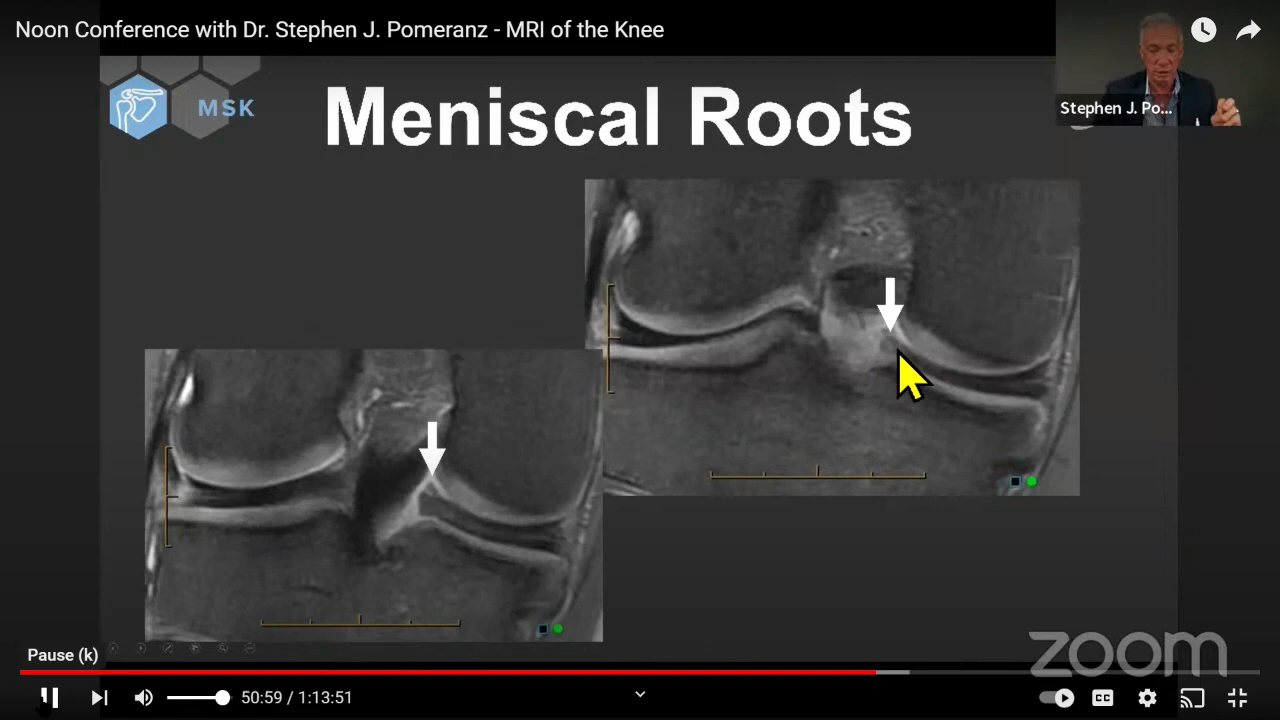 Noon Conference with Dr. Stephen J. Pomeranz - MRI of the Knee
Stephen J. Po...
MSK
Meniscal Roots
zoom
Pause (k)
50:59 / 1:13:51
CC